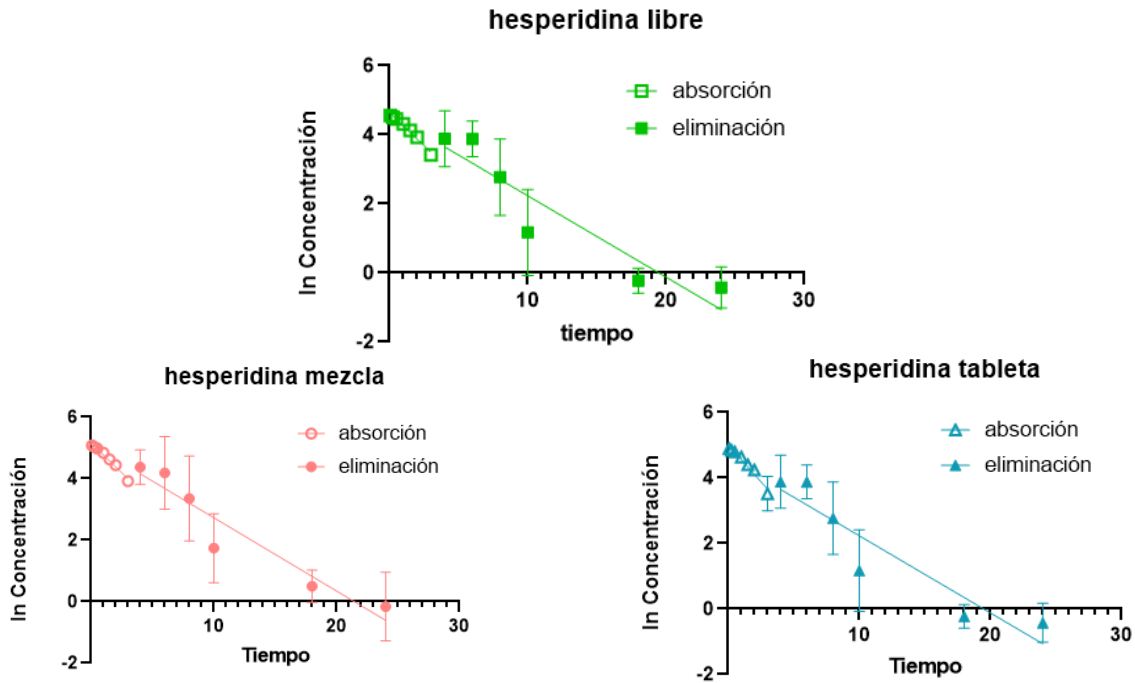 hesperidina libre
absorción
eliminación
ln Concentración
6
4
2
0
-2
10
20
30
tiempo
hesperidina mezcla
absorción
eliminación
ln Concentración
6
4
2
0
-2
10
20
30
Tiempo
hesperidina tableta
absorción
eliminación
ln Concentración
6
4
2
0
-2
10
20
30
Tiempo